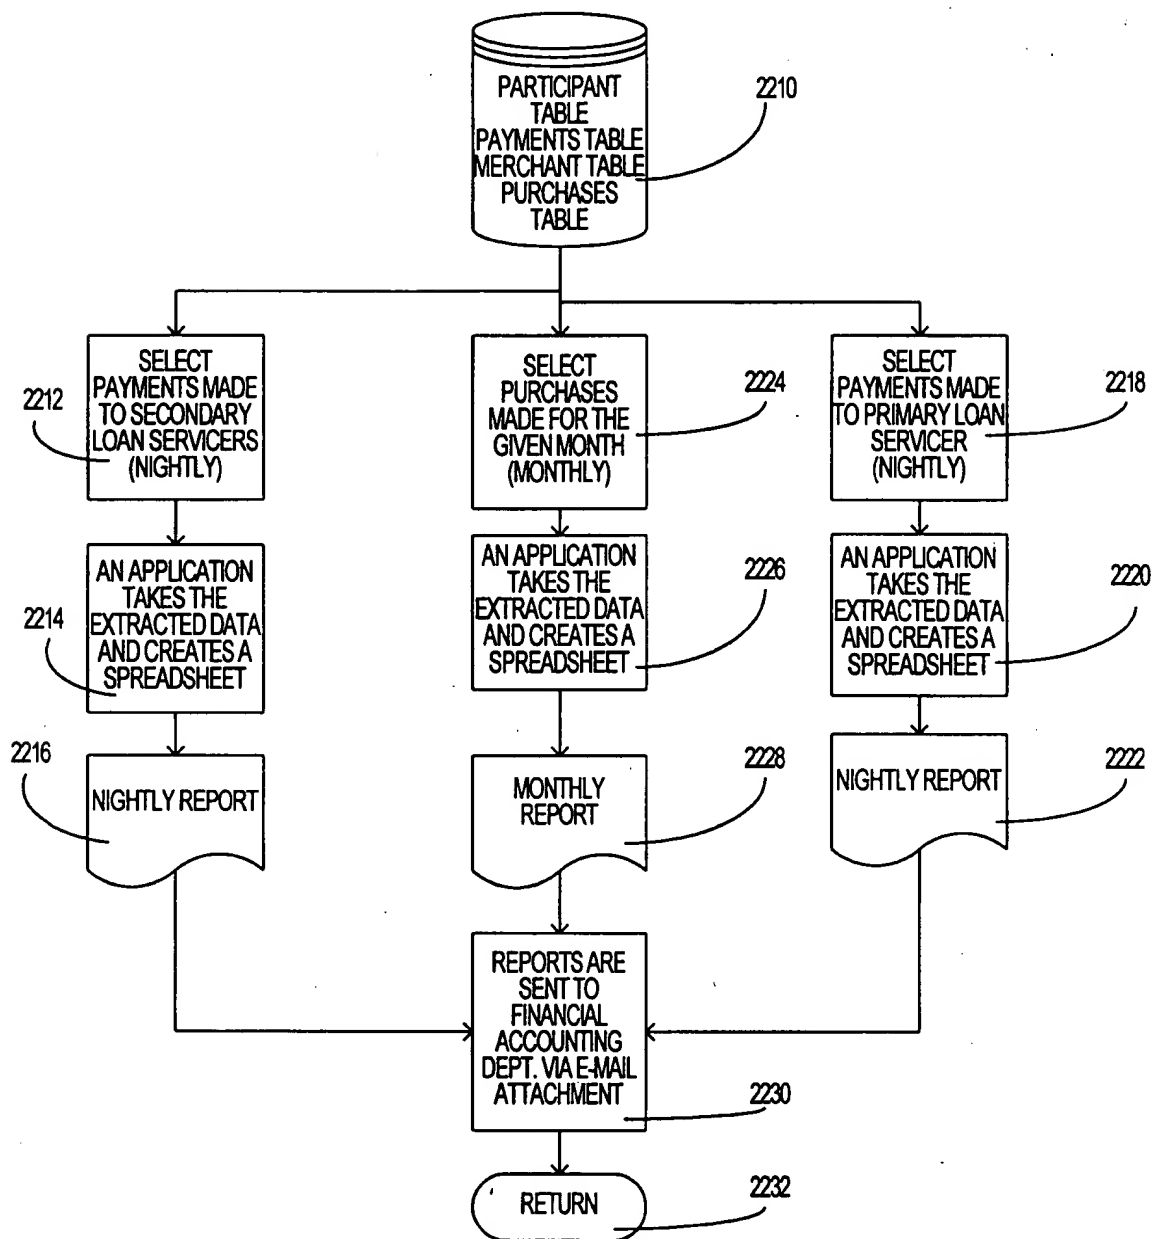 PARTICIPANT
TABLE
PAYMENTS TABLE
MERCHANT TABLE
PURCHASES
TABLE
2210
SELECT
PAYMENTS MADE
TO SECONDARY
LOAN SERVICERS
(NIGHTLY)
2212
SELECT
PURCHASES
MADE FOR THE
GIVEN MONTH
(MONTHLY)
2224
SELECT
PAYMENTS MADE
TO PRIMARY LOAN
SERVICER
(NIGHTLY)
2218
AN APPLICATION
TAKES THE
EXTRACTED DATA
AND CREATES A
SPREADSHEET
2214
AN APPLICATION
TAKES THE
EXTRACTED DATA
AND CREATES A
SPREADSHEET
2226
AN APPLICATION
TAKES THE
EXTRACTED DATA
AND CREATES A
SPREADSHEET
2220
2216
NIGHTLY REPORT
MONTHLY
REPORT
2228
NIGHTLY REPORT
2222
REPORTS ARE
SENT TO
FINANCIAL
ACCOUNTING
DEPT. VIA E-MAIL
ATTACHMENT
2230
RETURN
2232